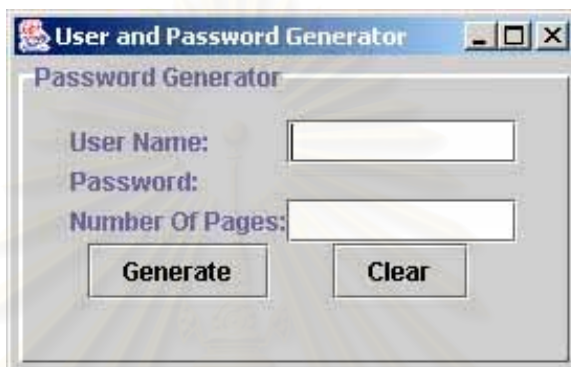 User and Password Generator
Password Generator
User Name:
Password:
Number Of Pages:
Generate Clear